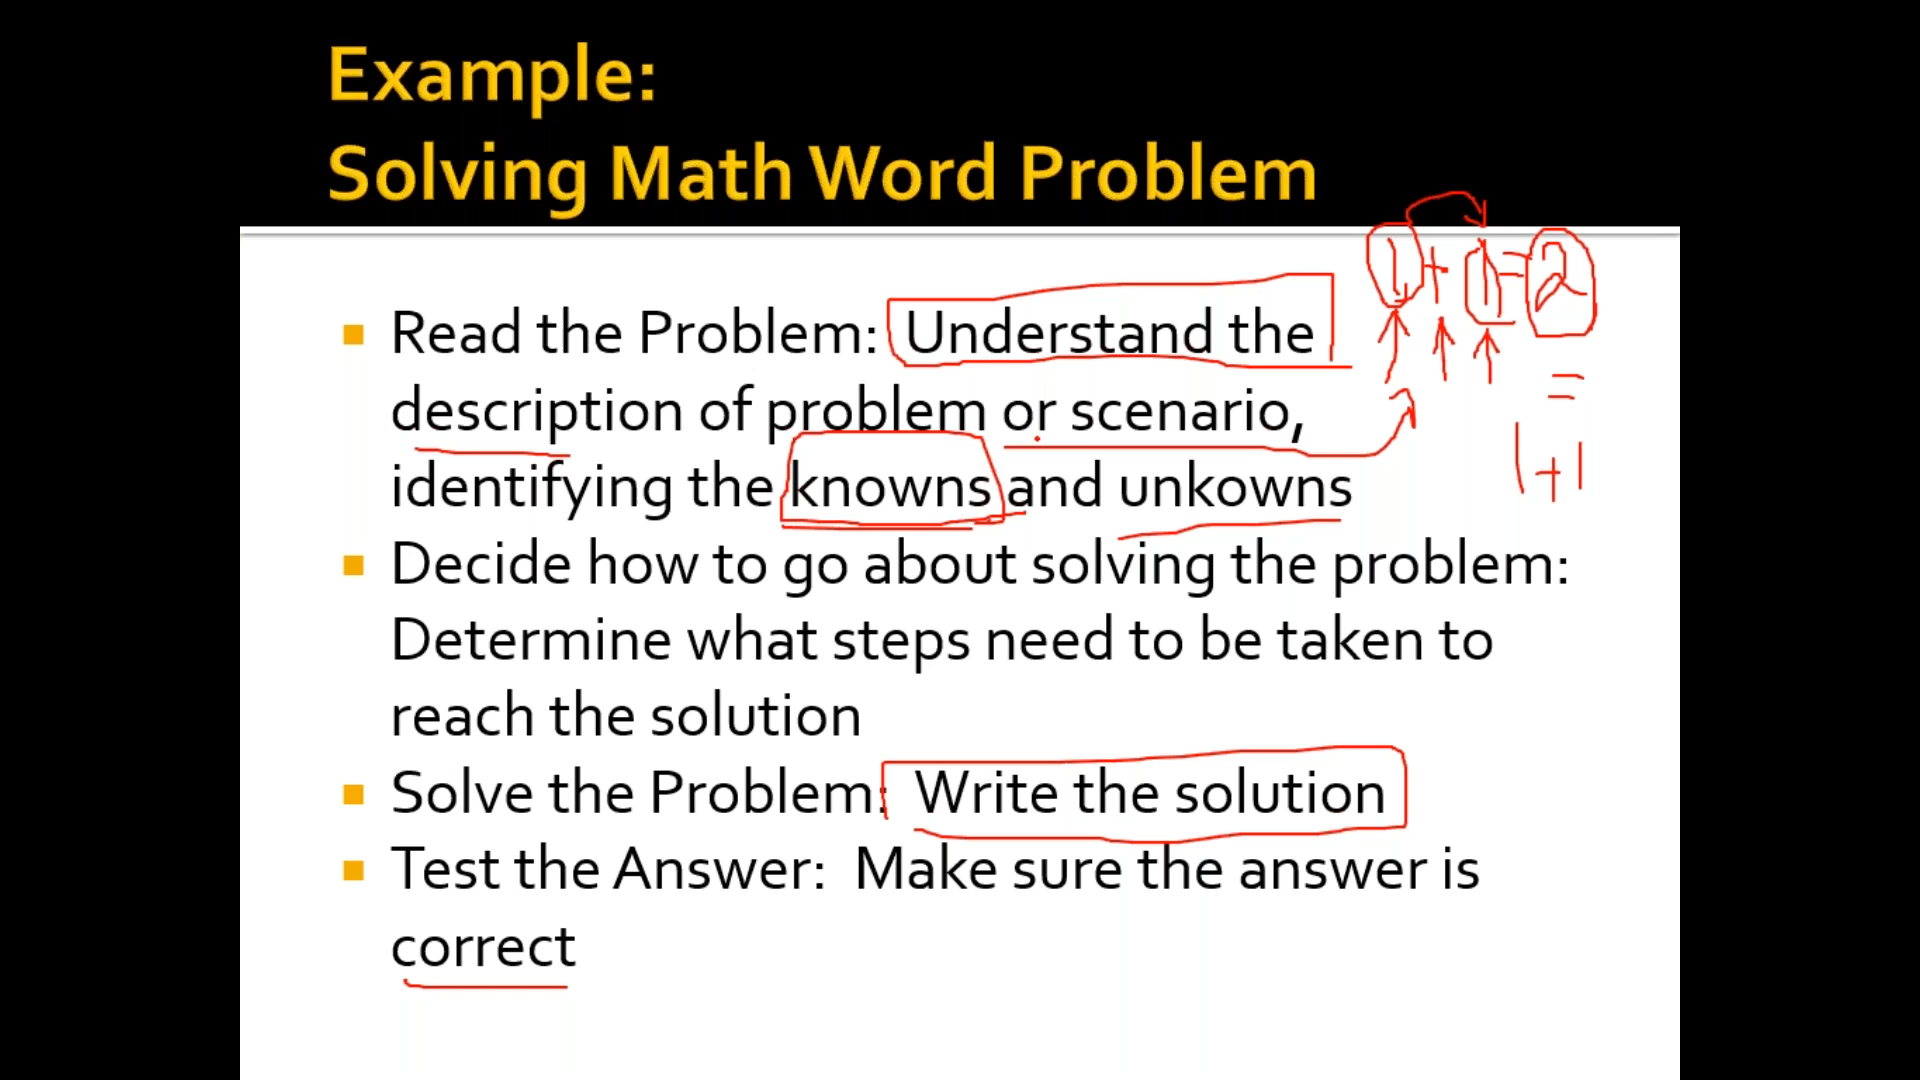 Example:
Solving Math Word Problem
1 + 1 = 2
Read the Problem: Understand the
description of problem or scenario,
=
identifying the knowns and unkowns
1+1
Decide how to go about solving the problem:
Determine what steps need to be taken to
reach the solution
Solve the Problem: Write the solution
Test the Answer: Make sure the answer is
correct